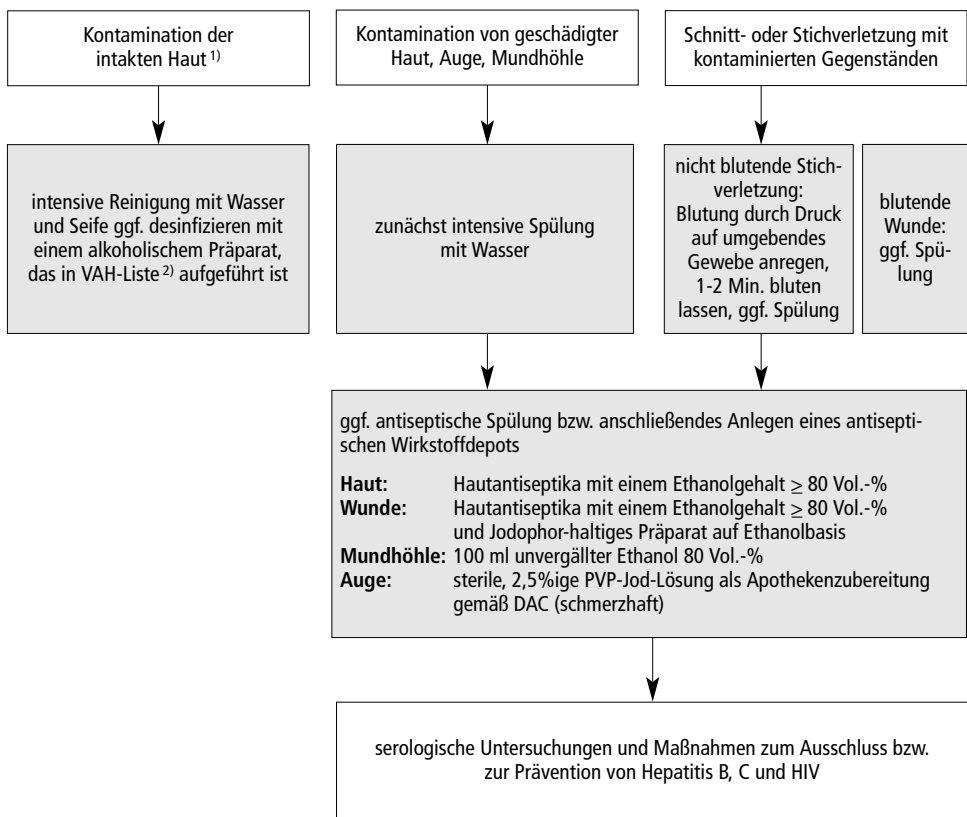 Kontamination der
intakten Haut 1)
Kontamination von geschädigter
Haut, Auge, Mundhöhle
Schnitt- oder Stichverletzung mit
kontaminierten Gegenständen
intensive Reinigung mit Wasser
und Seife ggf. desinfizieren mit
einem alkoholischem Präparat,
das in VAH-Liste 2) aufgeführt ist
zunächst intensive Spülung
mit Wasser
nicht blutende Stich-
verletzung:
Blutung durch Druck
auf umgebendes
Gewebe anregen,
1-2 Min. bluten
lassen, ggf. Spülung
blutende
Wunde:
ggf. Spü-
lung
ggf. antiseptische Spülung bzw. anschließendes Anlegen eines antisepti-
schen Wirkstoffdepots
Haut: Hautantiseptika mit einem Ethanolgehalt ≥ 80 Vol.-%
Wunde: Hautantiseptika mit einem Ethanolgehalt ≥ 80 Vol.-%
und Jodophor-haltiges Präparat auf Ethanolbasis
Mundhöhle: 100 ml unvergällter Ethanol 80 Vol.-%
Auge: sterile, 2,5%ige PVP-Jod-Lösung als Apothekenzubereitung
gemäß DAC (schmerzhaft)
serologische Untersuchungen und Maßnahmen zum Ausschluss bzw.
zur Prävention von Hepatitis B, C und HIV